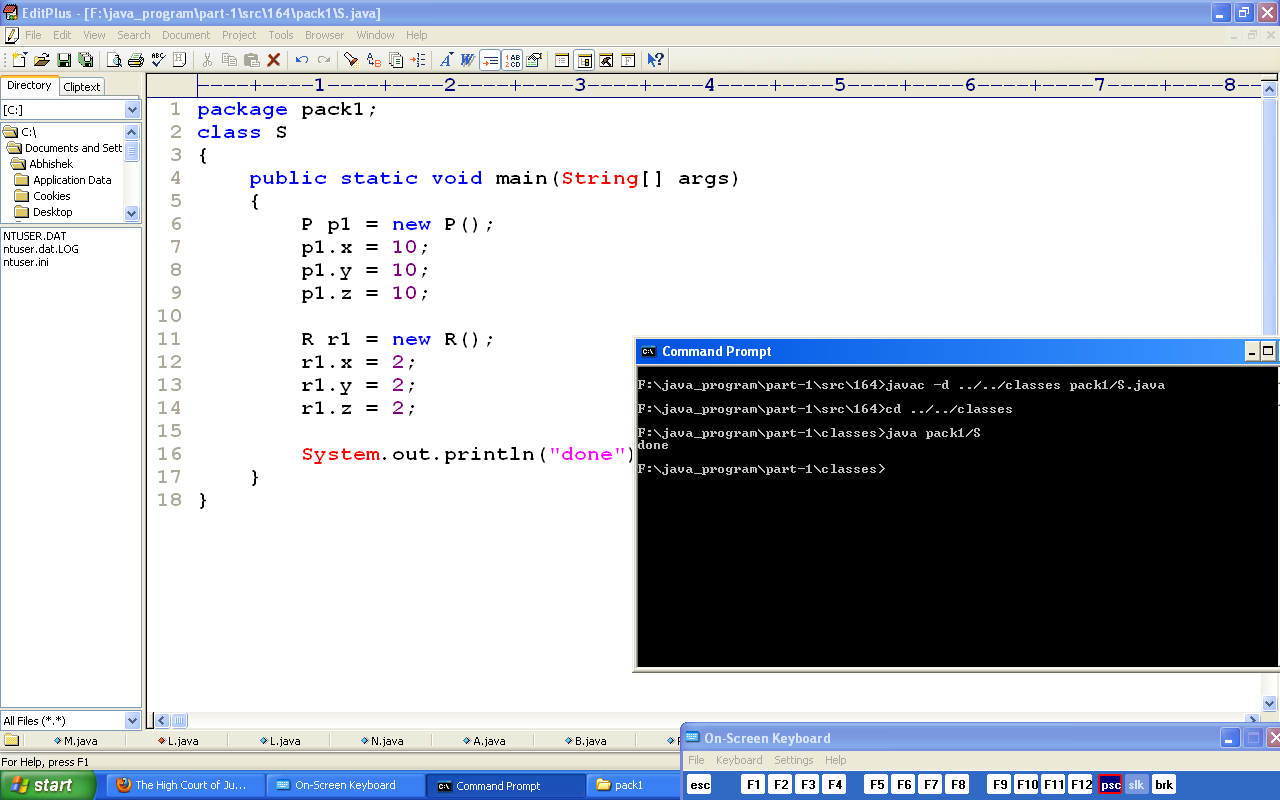 EditPlus - [F:\java_program\part-1\src\164\pack1\S.java]
File Edit View Search Document Project Tools Browser Window Help
Directory Cliptext
----+----1----+----2----+----3----+----4----+----5----+----6----+----7----+----8--
[C:]
C:\
Documents and Sett
Abhishek
Application Data
Cookies
Desktop
NTUSER.DAT
ntuser.dat.LOG
ntuser.ini
All Files (*.*)
1 package pack1;
2 class S
3 {
4 public static void main(String[] args)
5 {
6 P p1 = new P();
7 p1.x = 10;
8 p1.y = 10;
9 p1.z = 10;
10
11 R r1 = new R();
12 r1.x = 2;
13 r1.y = 2;
14 r1.z = 2;
15
16 System.out.println("done")
17 }
18 }
Command Prompt
F:\java_program\part-1\src\164>javac -d ../../classes pack1/S.java
F:\java_program\part-1\src\164>cd ../../classes
F:\java_program\part-1\classes>java pack1/S
done
F:\java_program\part-1\classes>
M.java L.java L.java N.java A.java B.java
For Help, press F1
On-Screen Keyboard
File Keyboard Settings Help
esc F1 F2 F3 F4 F5 F6 F7 F8 F9 F10 F11 F12 psc slk brk
start The High Court of Ju... On-Screen Keyboard Command Prompt pack1